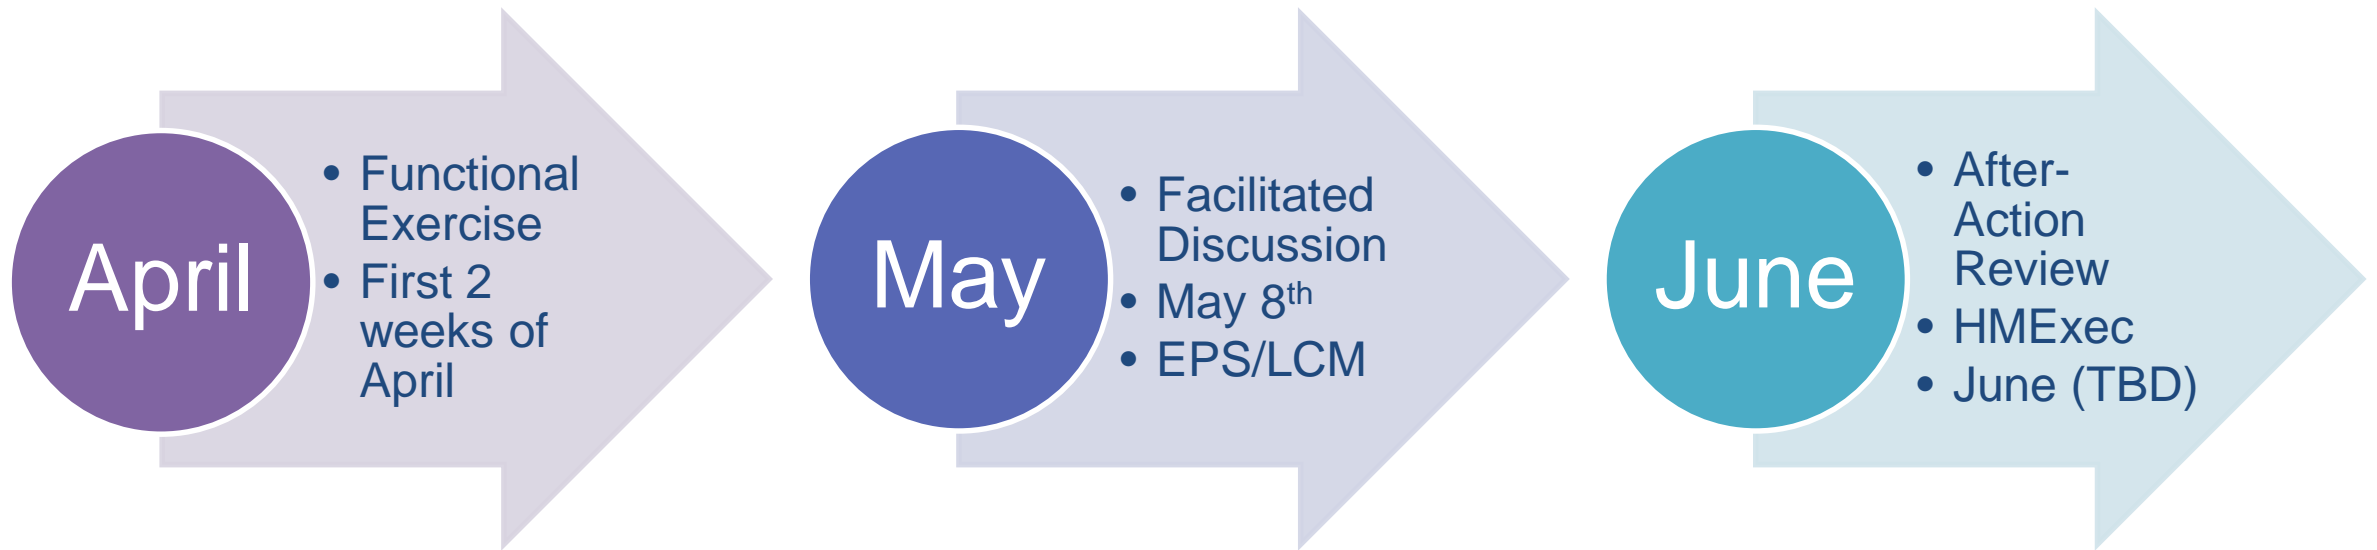 April
• Functional
Exercise
• First 2
weeks of
April
May
• Facilitated
Discussion
• May 8th
• EPS/LCM
June
• After-
Action
Review
• HMExec
• June (TBD)